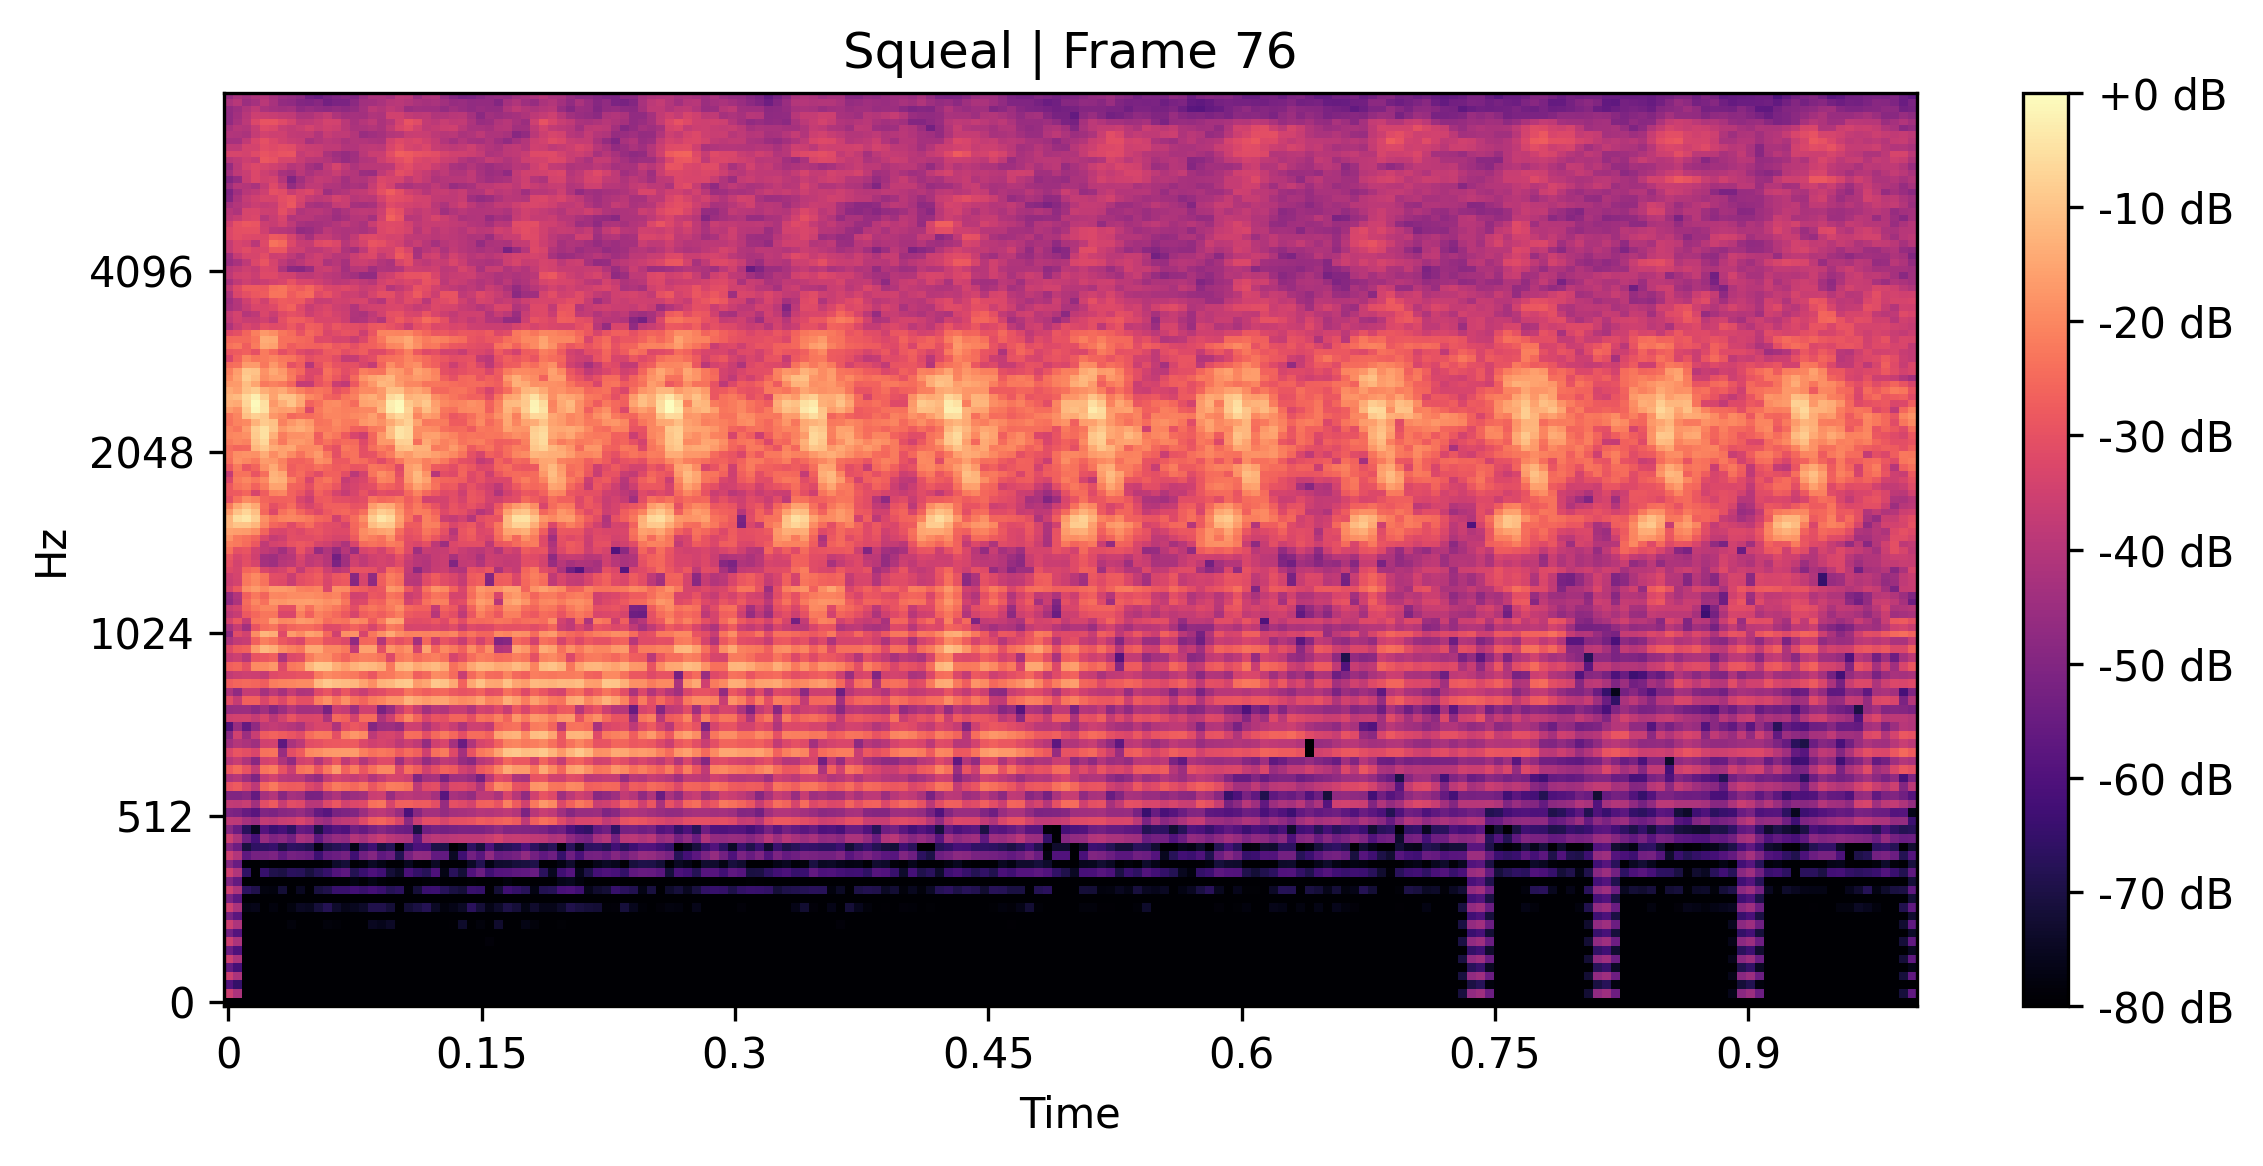 Squeal | Frame 76
Hz
4096
2048
1024
512
0
0 0.15 0.3 0.45 0.6 0.75 0.9
Time
+0 dB
-10 dB
-20 dB
-30 dB
-40 dB
-50 dB
-60 dB
-70 dB
-80 dB